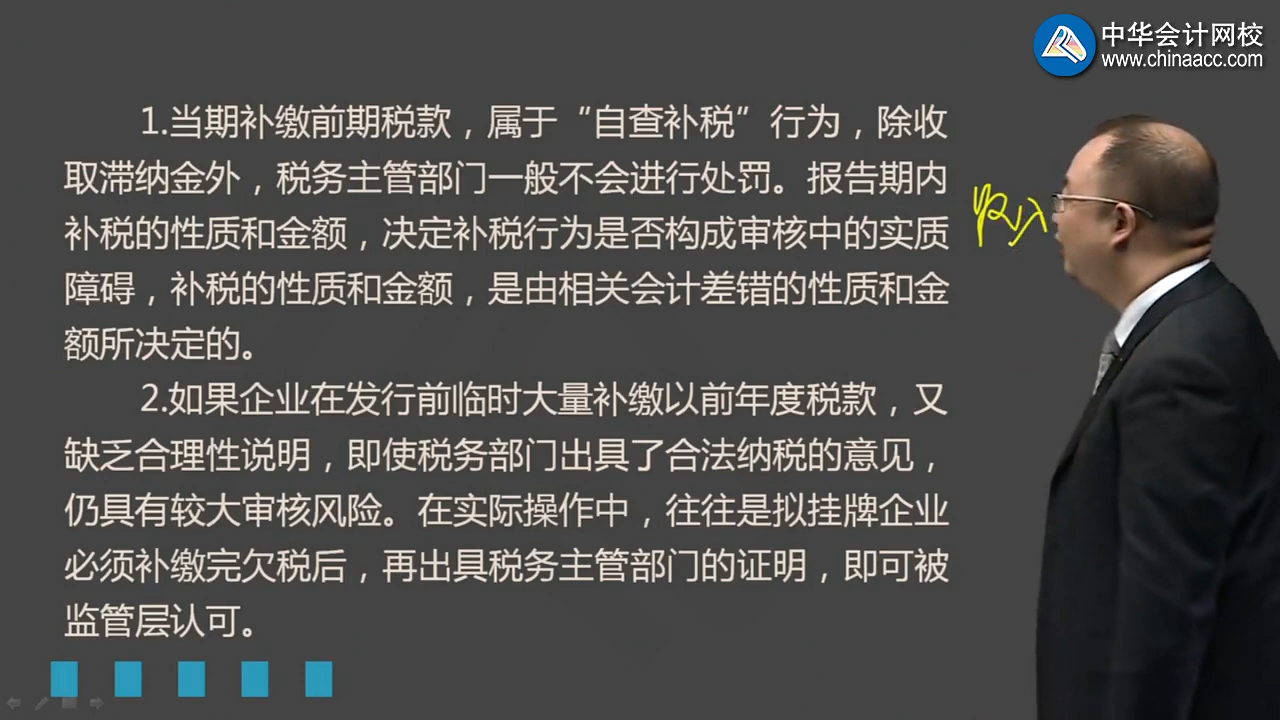 中华会计网校
www.chinaacc.com
1.当期补缴前期税款，属于“自查补税”行为，除收
取滞纳金外，税务主管部门一般不会进行处罚。报告期内
补税的性质和金额，决定补税行为是否构成审核中的实质
障碍，补税的性质和金额，是由相关会计差错的性质和金
额所决定的。
2.如果企业在发行前临时大量补缴以前年度税款，又
缺乏合理性说明，即使税务部门出具了合法纳税的意见，
仍具有较大审核风险。在实际操作中，往往是拟挂牌企业
必须补缴完欠税后，再出具税务主管部门的证明，即可被
监管层认可。
收入